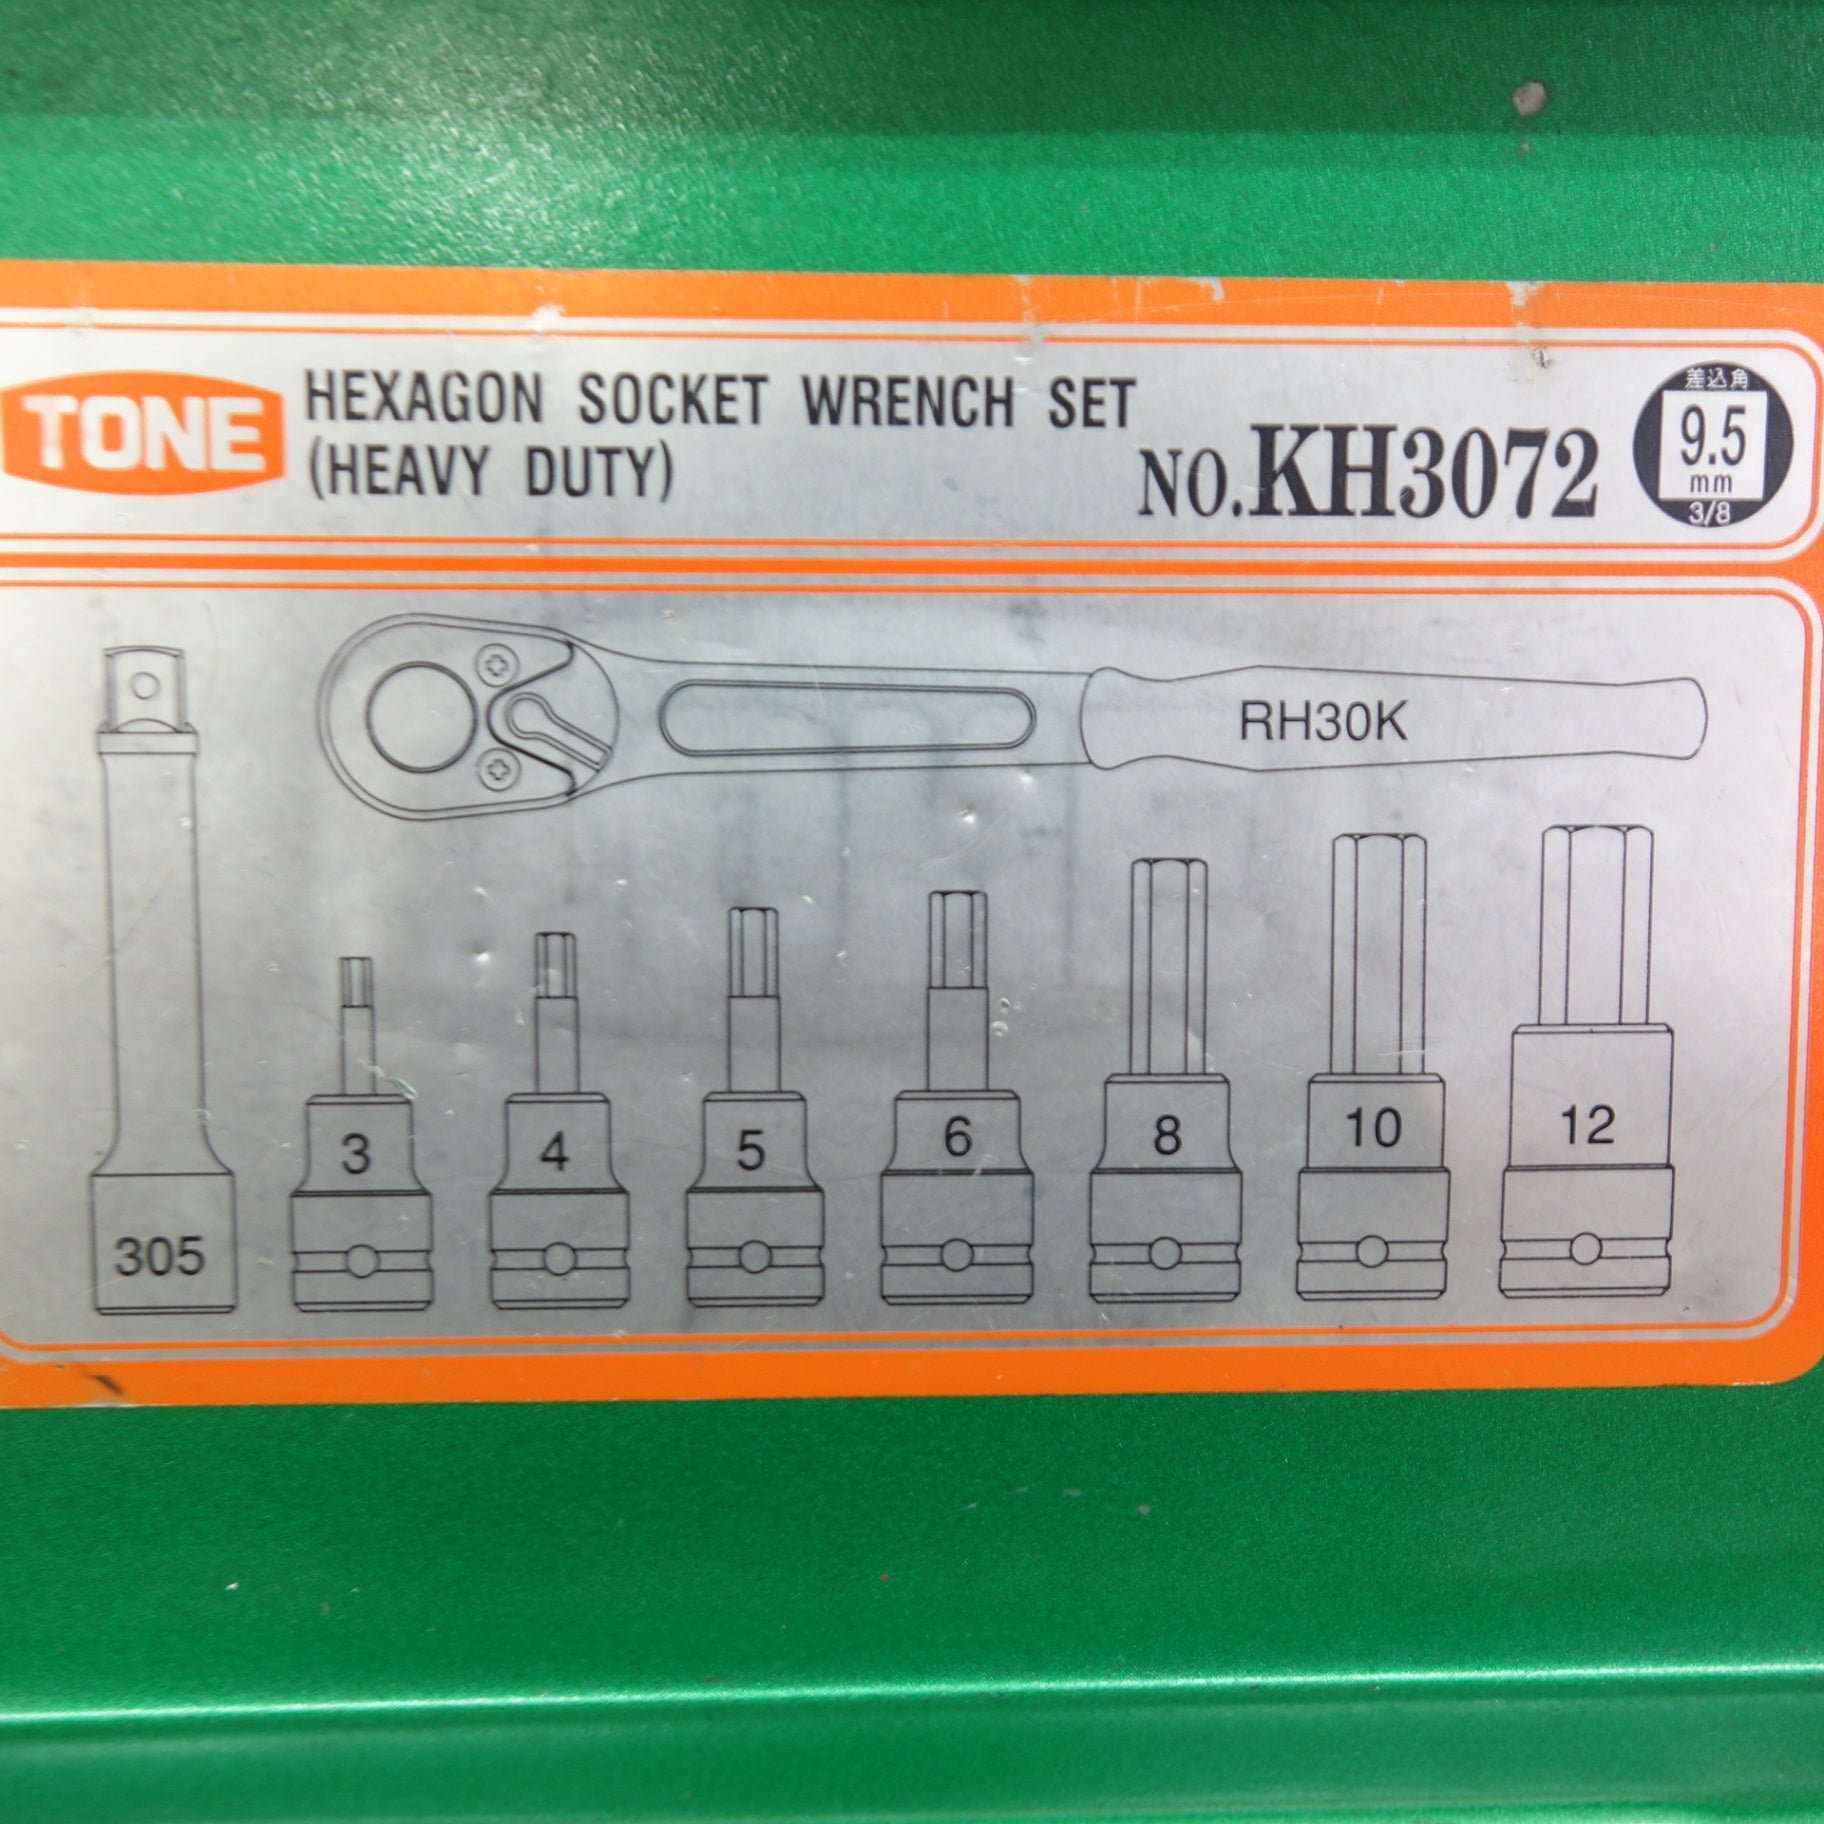 TONE
HEXAGON SOCKET WRENCH SET
(HEAVY DUTY)
NO.KH3072
差込角
9.5
mm
3/8
RH30K
305
3
4
5
6
8
10
12